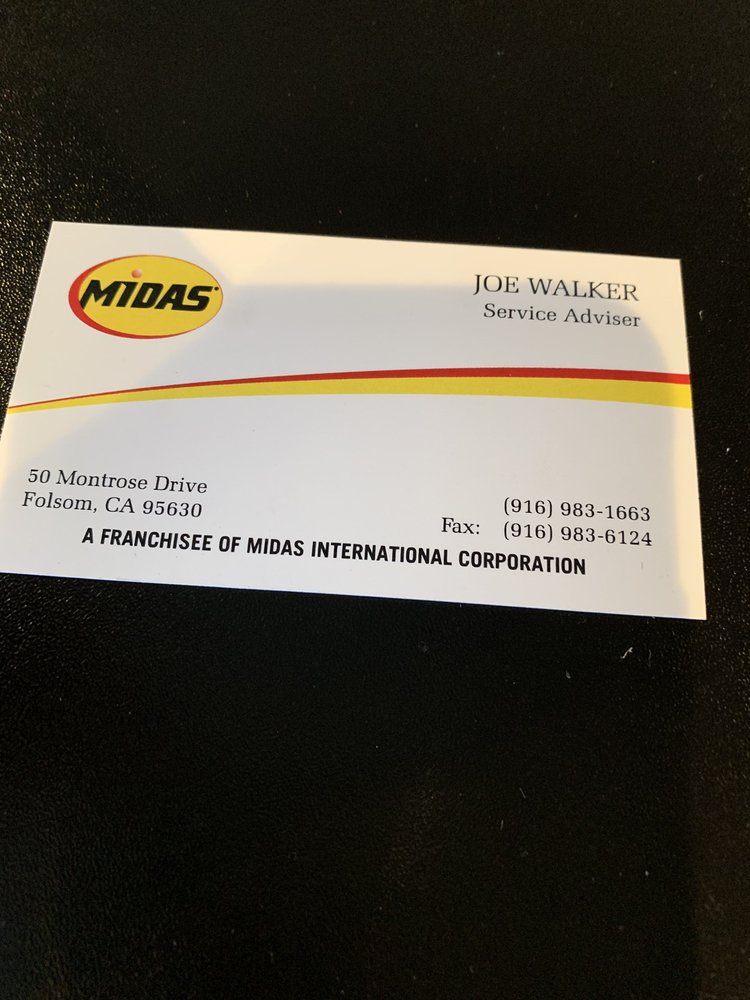 MIDAS
JOE WALKER
Service Adviser
50 Montrose Drive
Folsom, CA 95630
(916) 983-1663
Fax: (916) 983-6124
A FRANCHISEE OF MIDAS INTERNATIONAL CORPORATION